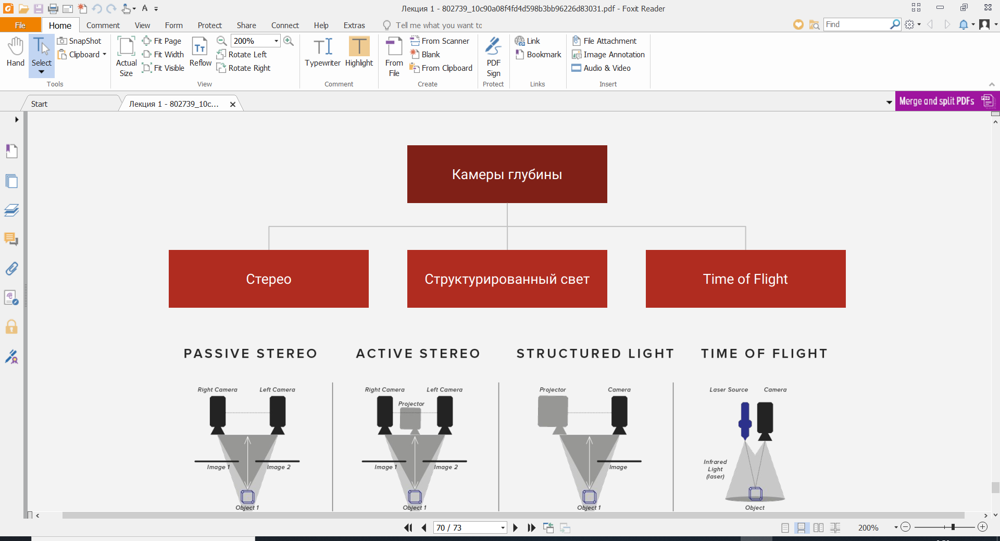 Лекция 1 - 802739_10c90a08f4fd4d598b3bb96226d83031.pdf - Foxit Reader
File Home Comment View Form Protect Share Connect Help Extras Tell me what you want to Find
Hand
Select
SnapShot
Clipboard
Tools
Actual Size
Fit Page
Fit Width
Fit Visible
Reflow
200%
Rotate Left
Rotate Right
View
Typewriter
Highlight
Comment
From File
From Scanner
Blank
From Clipboard
Create
PDF Sign
Protect
Link
Bookmark
Links
File Attachment
Image Annotation
Audio & Video
Insert
Start
Лекция 1 - 802739_10c...
Merge and split PDFs
Камеры глубины
Стерео
Структурированный свет
Time of Flight
PASSIVE STEREO
ACTIVE STEREO
STRUCTURED LIGHT
TIME OF FLIGHT
Right Camera Left Camera
Image 1 Image 2
Object 1
Right Camera Left Camera
Projector
Image 1 Image 2
Object 1
Projector Camera
Image
Object 1
Laser Source Camera
Infrared
Light
(laser)
Object
70 / 73
200%